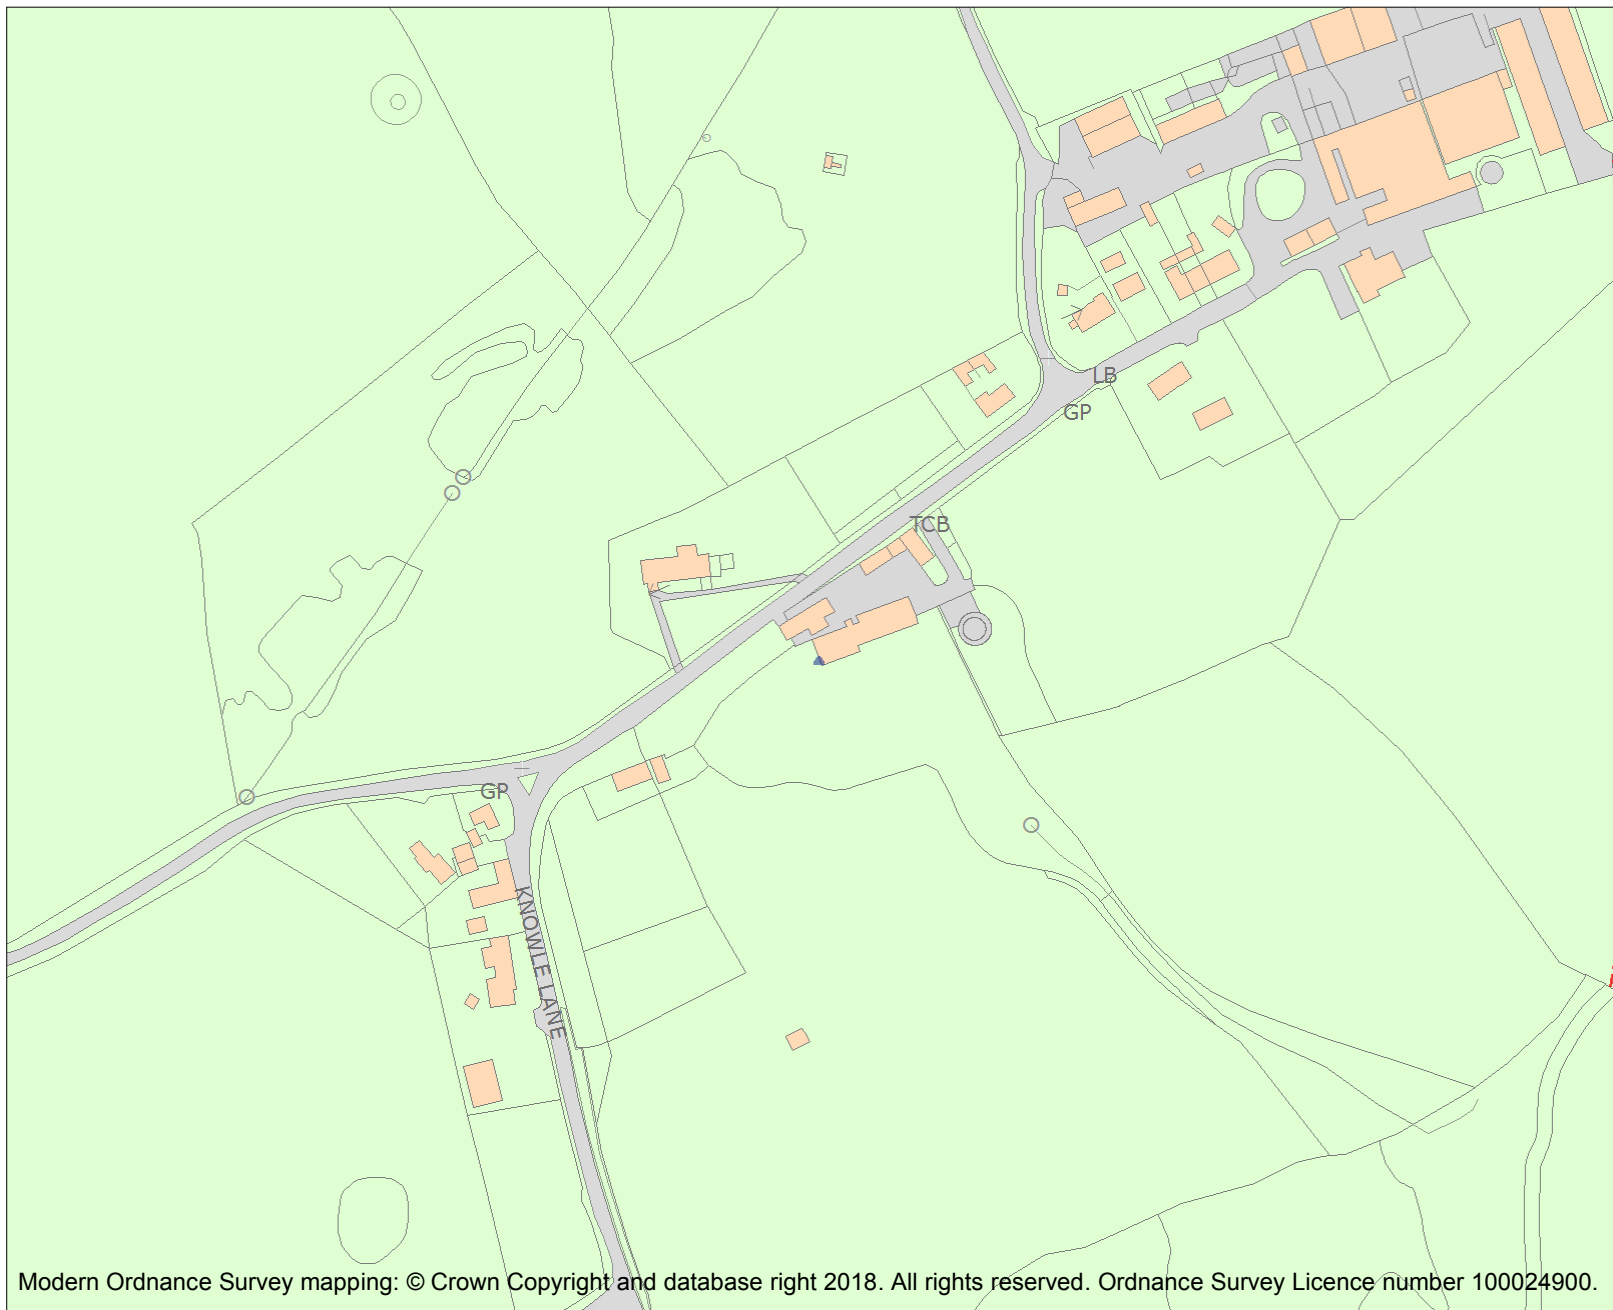 LB
GP
TCB
GP
KNOWLE LANE
Modern Ordnance Survey mapping: © Crown Copyright and database right 2018. All rights reserved. Ordnance Survey Licence number 100024900.